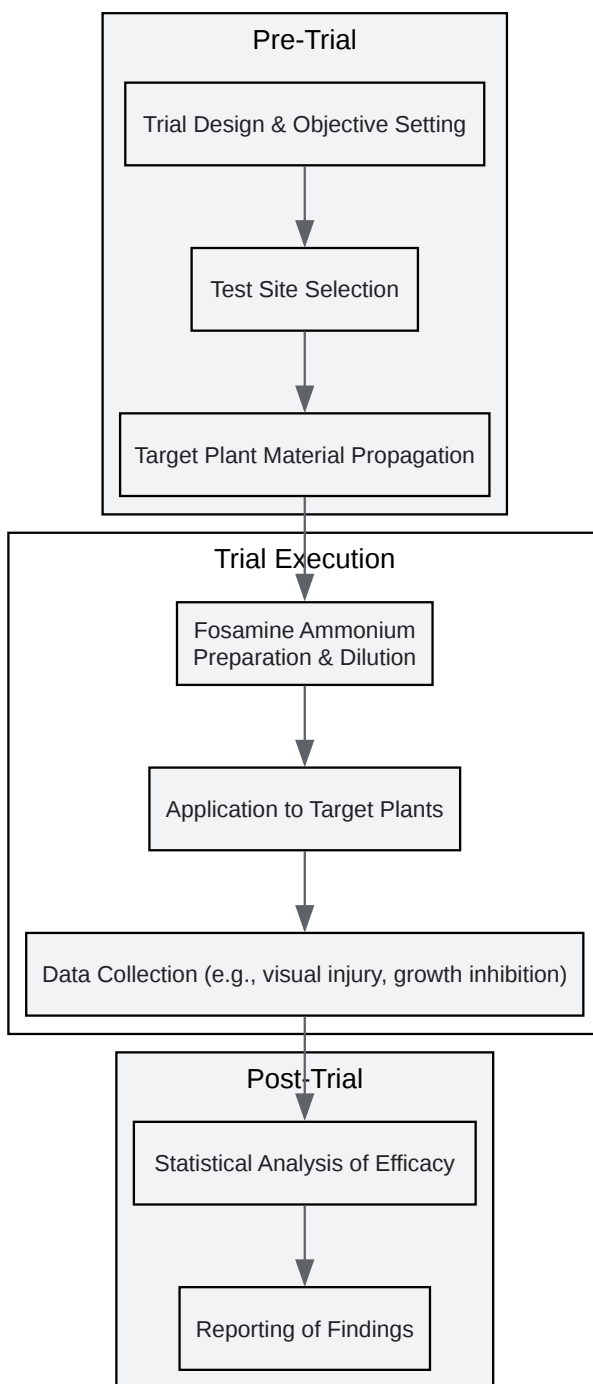 Pre-Trial
Trial Design & Objective Setting
Test Site Selection
Target Plant Material Propagation
Trial Execution
Fosamine Ammonium
Preparation & Dilution
Application to Target Plants
Data Collection (e.g., visual injury, growth inhibition)
Post-Trial
Statistical Analysis of Efficacy
Reporting of Findings